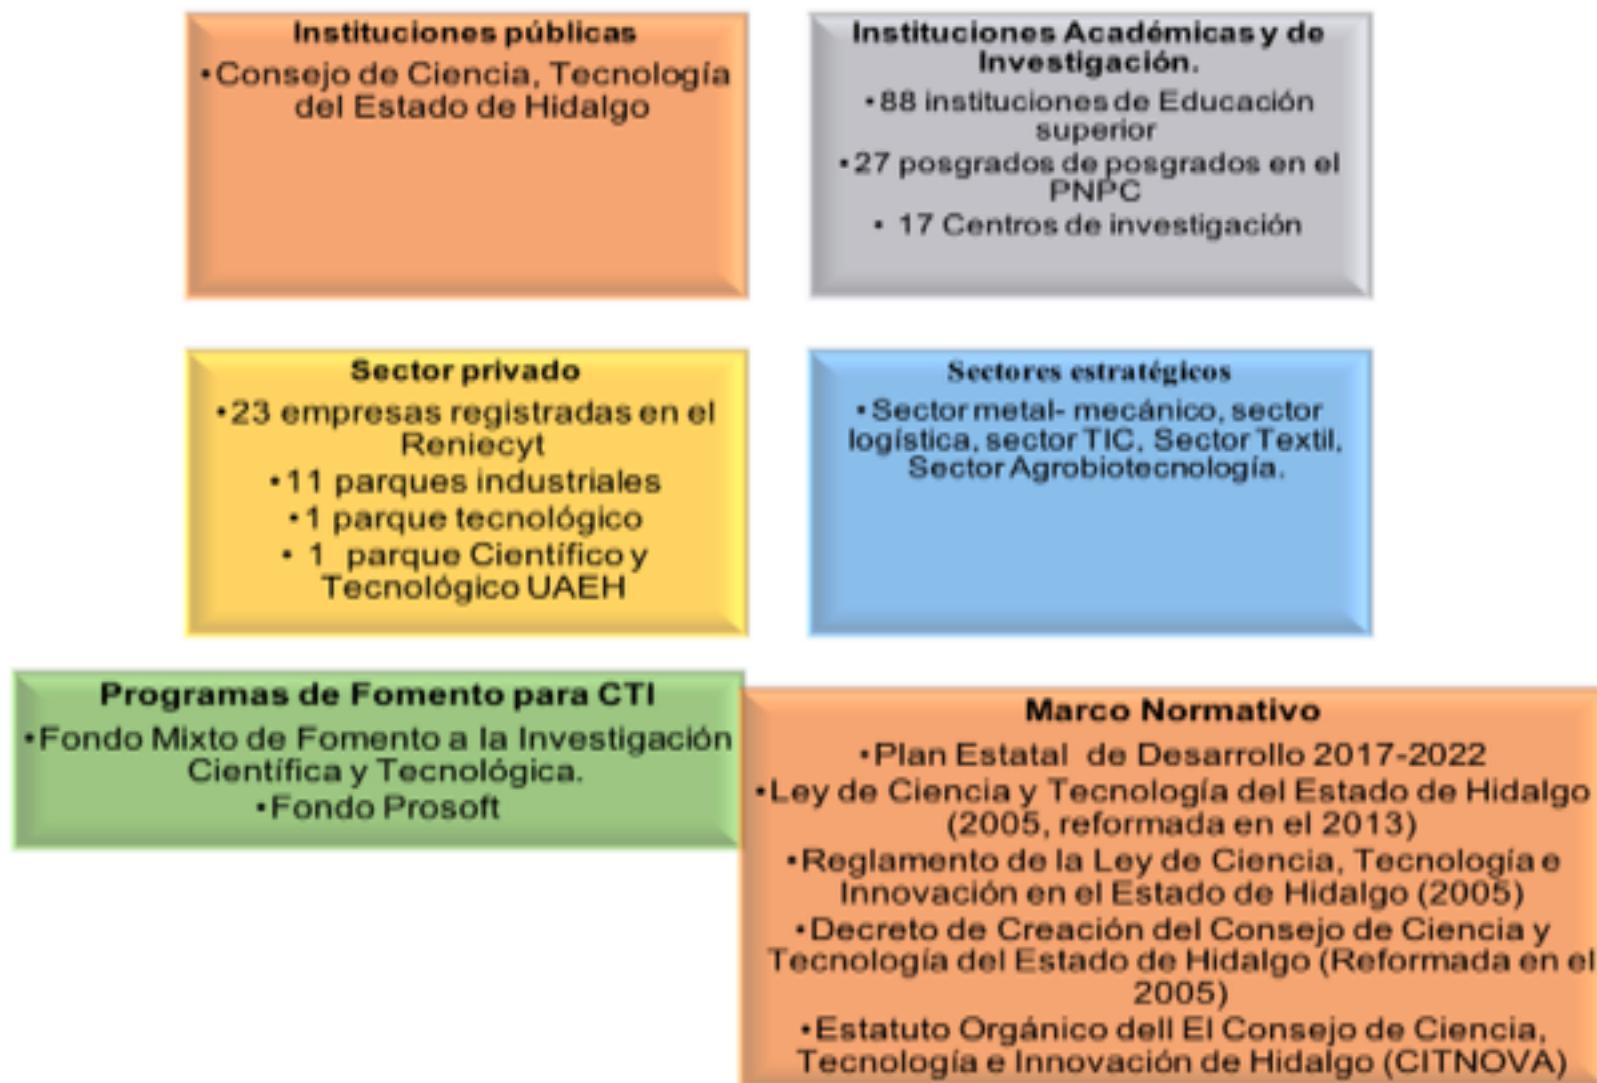 Instituciones públicas
•Consejo de Ciencia, Tecnología
del Estado de Hidalgo
Instituciones Académicas y de
Investigación.
•88 instituciones de Educación
superior
•27 posgrados de posgrados en el
PNPC
• 17 Centros de investigación
Sector privado
•23 empresas registradas en el
Reniecyt
•11 parques industriales
•1 parque tecnológico
• 1 parque Científico y
Tecnológico UAEH
Sectores estratégicos
•Sector metal- mecánico, sector
logística, sector TIC, Sector Textil,
Sector Agrobiotecnología.
Programas de Fomento para CTI
•Fondo Mixto de Fomento a la Investigación
Científica y Tecnológica.
•Fondo Prosoft
Marco Normativo
•Plan Estatal de Desarrollo 2017-2022
•Ley de Ciencia y Tecnología del Estado de Hidalgo
(2005, reformada en el 2013)
•Reglamento de la Ley de Ciencia, Tecnología e
Innovación en el Estado de Hidalgo (2005)
•Decreto de Creación del Consejo de Ciencia y
Tecnología del Estado de Hidalgo (Reformada en el
2005)
•Estatuto Orgánico dell El Consejo de Ciencia,
Tecnología e Innovación de Hidalgo (CITNOVA)